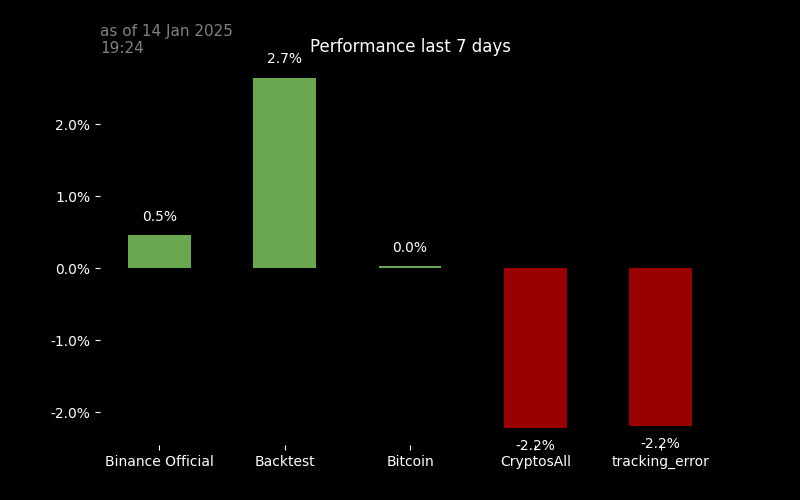 as of 14 Jan 2025
19:24
Performance last 7 days
2.7%
2.0%
1.0%
0.5%
0.0%
0.0%
-1.0%
-2.0%
-2.2%
-2.2%
Binance Official
Backtest
Bitcoin
CryptosAll
tracking_error